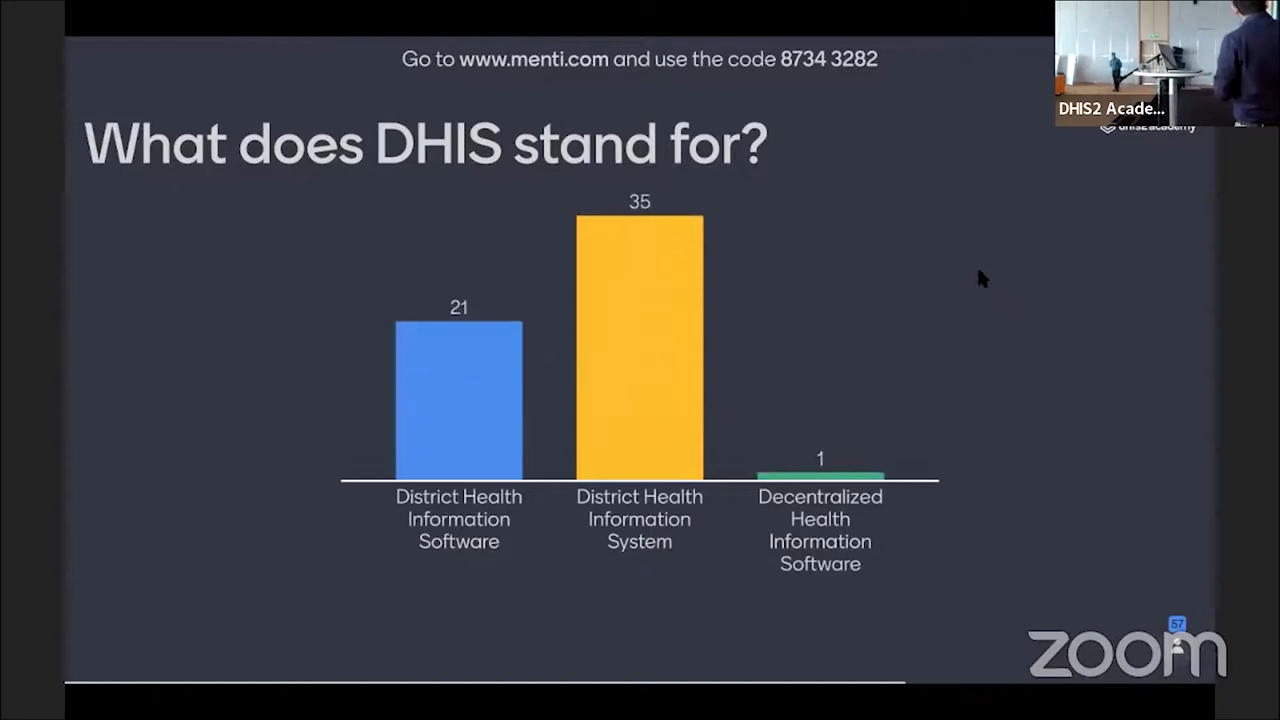 Go to www.menti.com and use the code 8734 3282
DHIS2 Acade...
dhis2academy
What does DHIS stand for?
35
21
1
District Health
Information
Software
District Health
Information
System
Decentralized
Health
Information
Software
57
zoom